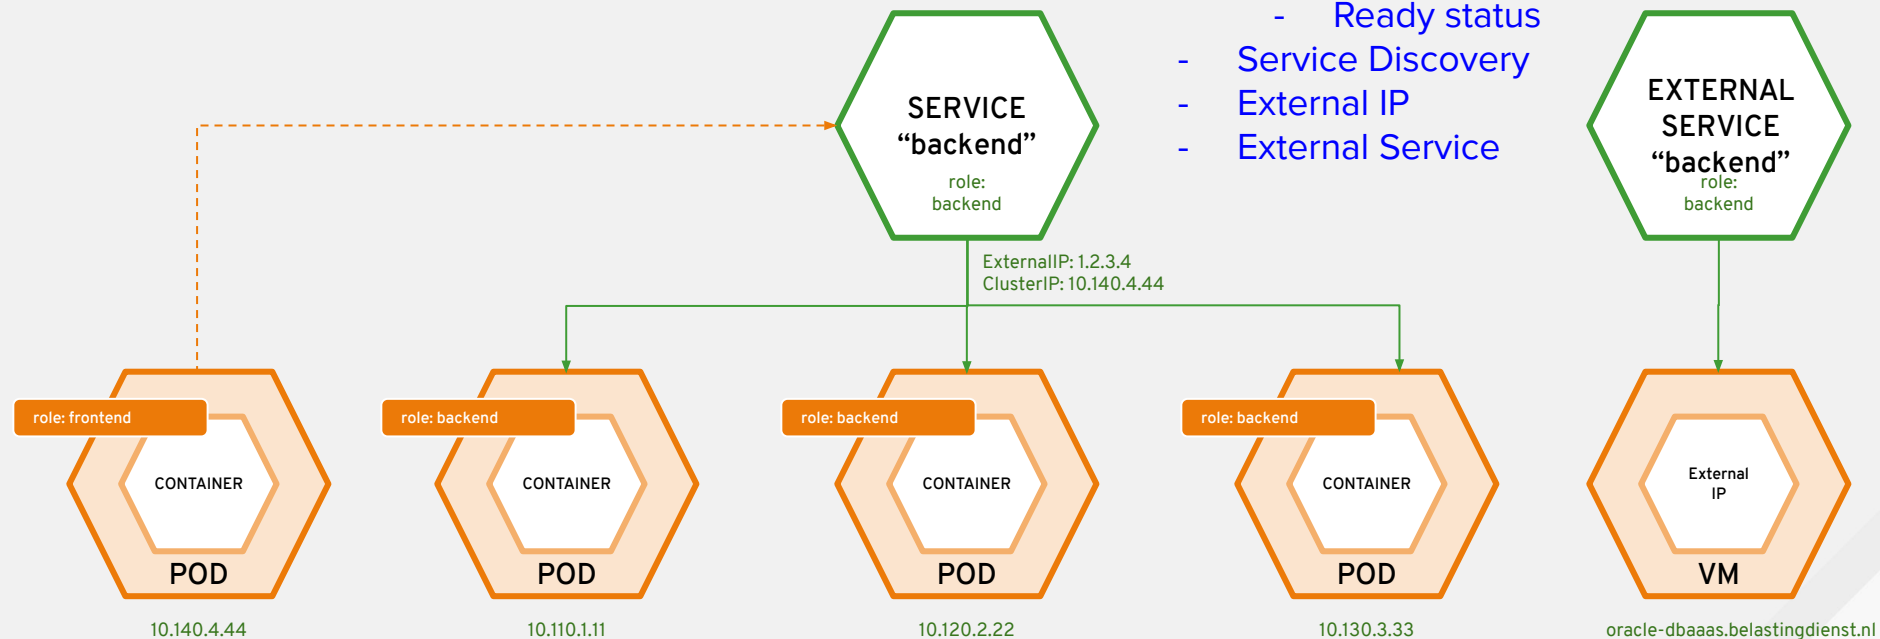 - Ready status
- Service Discovery
- External IP
- External Service
SERVICE
“backend”
role:
backend
EXTERNAL
SERVICE
“backend”
role:
backend
ExternalIP: 1.2.3.4
ClusterIP: 10.140.4.44
role: frontend
CONTAINER
POD
10.140.4.44
role: backend
CONTAINER
POD
10.110.1.11
role: backend
CONTAINER
POD
10.120.2.22
role: backend
CONTAINER
POD
10.130.3.33
External
IP
VM
oracle-dbaaas.belastingdienst.nl